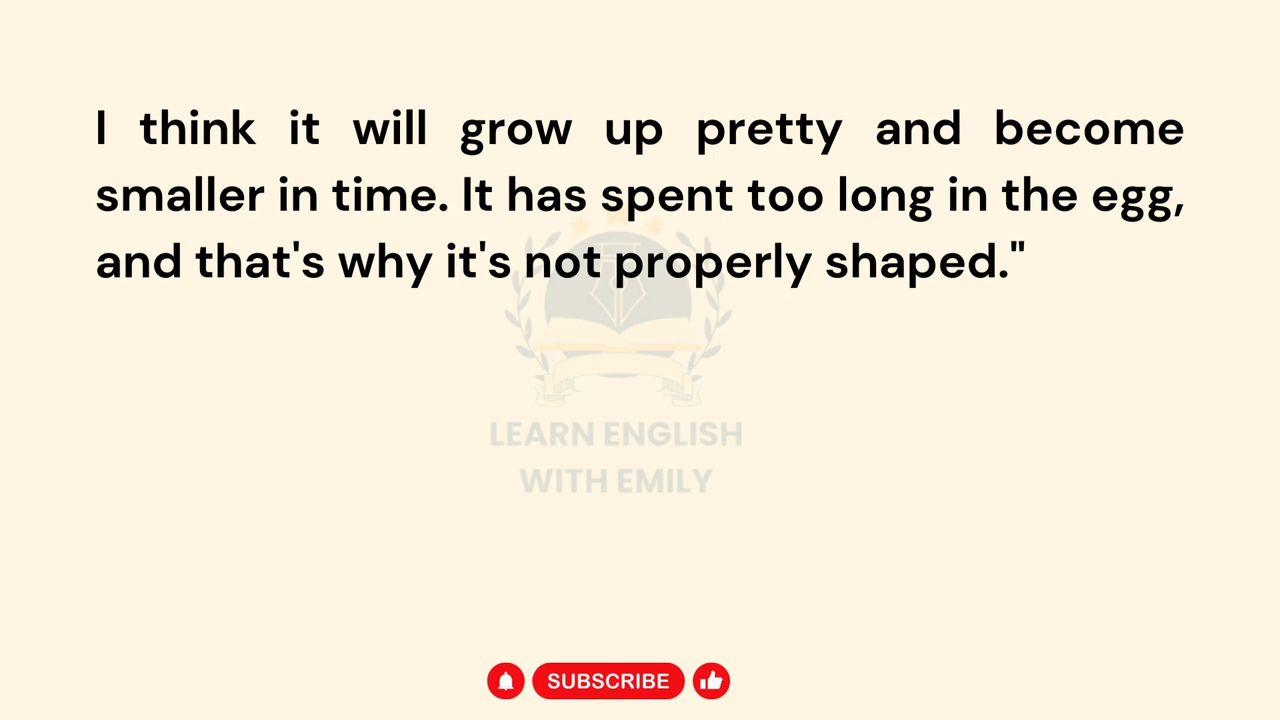 I think it will grow up pretty and become
smaller in time. It has spent too long in the egg,
and that's why it's not properly shaped."
LEARN ENGLISH
WITH EMILY
SUBSCRIBE